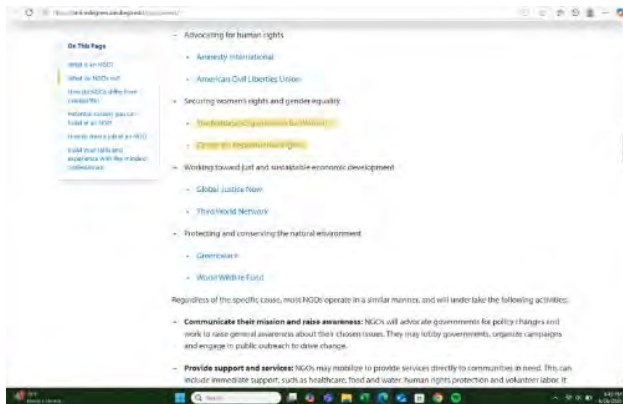 On This Page
What is an NGO?
What do NGOs do?
How do NGOs differ from
Potential careers you can
build at an NGO
How to land a job at an NGO
Build your skills and
experience with like-minded
- Advocating for human rights
Amnesty International
American Civil Liberties Union
- Securing women's rights and gender equality
The National Organization for Women
Center for Reproductive Rights
- Working toward just and sustainable economic development
Global Justice Now
Third World Network
- Protecting and conserving the natural environment
Greenpeace
World Wildlife Fund
Regardless of the specific cause, most NGOs operate in a similar manner, and will undertake the following activities:
- Communicate their mission and raise awareness: NGOs will advocate governments for policy changes and
work to raise general awareness about their chosen issues. They may lobby governments, organize campaigns
and engage in public outreach to drive change.
- Provide support and services: NGOs may mobilize to provide services directly to communities in need. This can
include immediate support, such as healthcare, food and water, human rights protection and volunteer labor. It